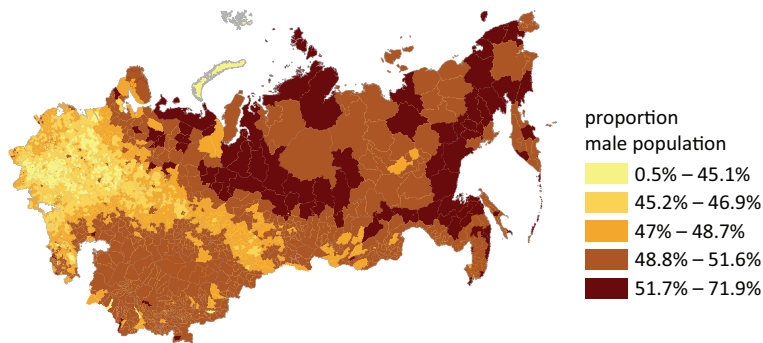 proportion
male population
0.5% – 45.1%
45.2% – 46.9%
47% – 48.7%
48.8% – 51.6%
51.7% – 71.9%